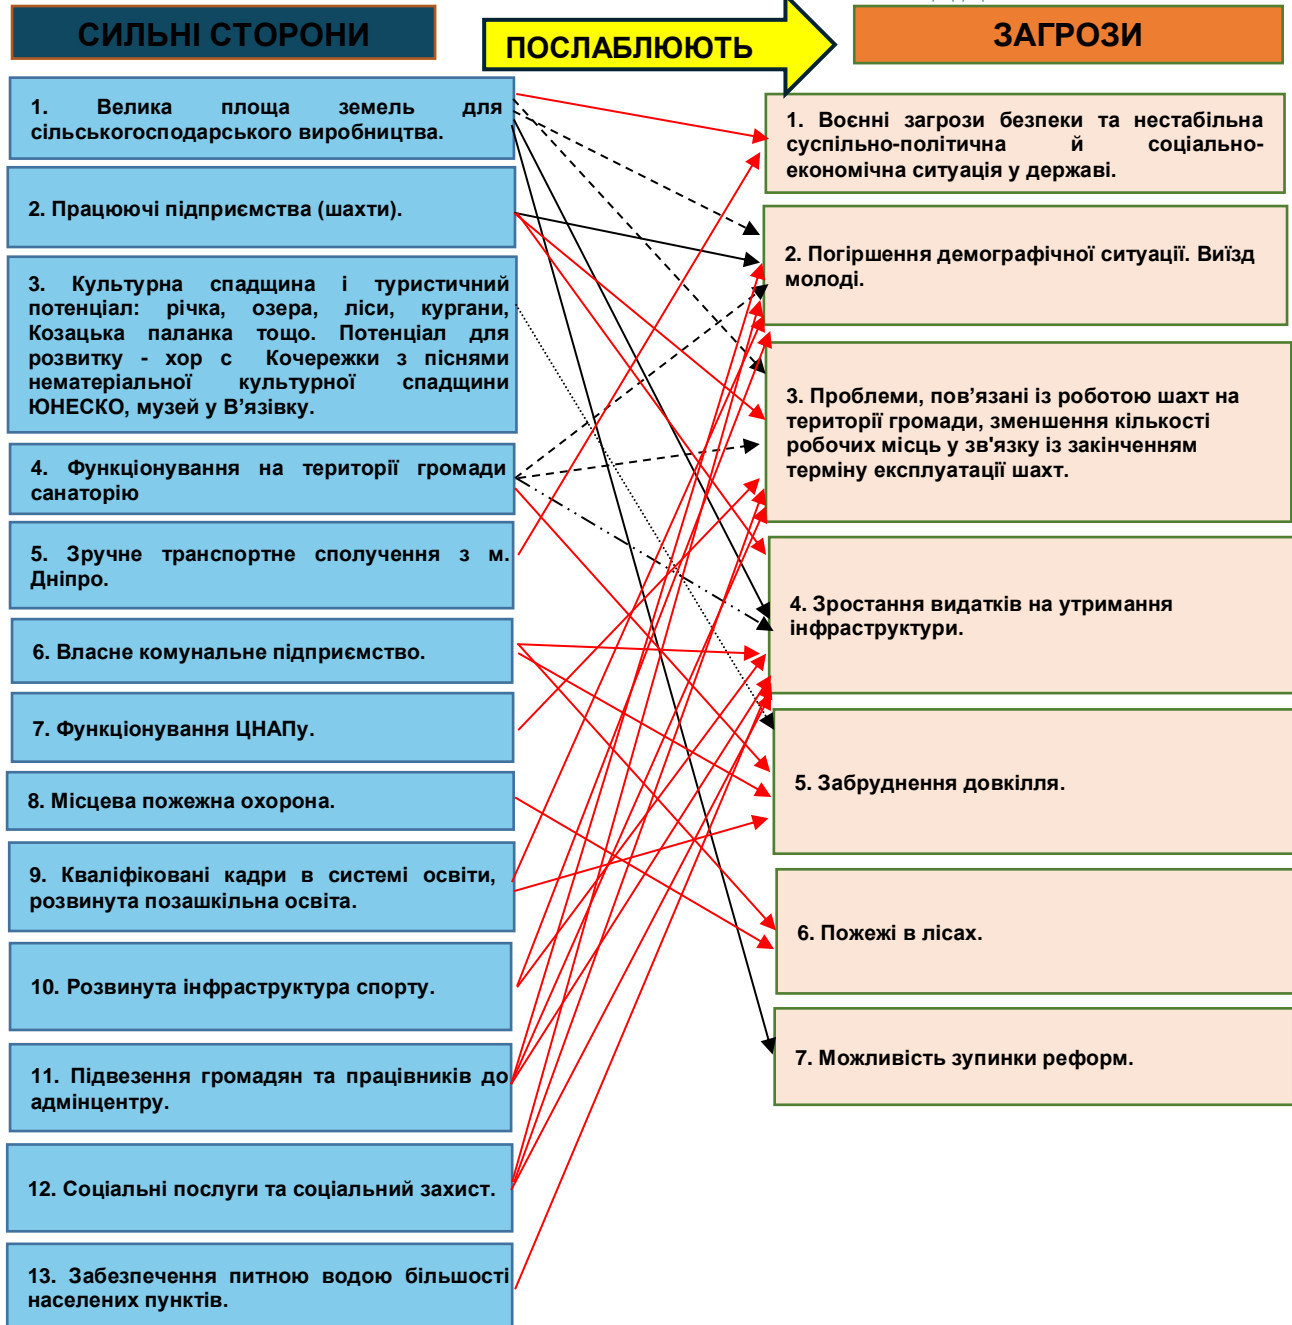 СИЛЬНІ СТОРОНИ
ПОСЛАБЛЮЮТЬ
ЗАГРОЗИ
1. Велика площа земель для
сільськогосподарського виробництва.
2. Працюючі підприємства (шахти).
3. Культурна спадщина і туристичний
потенціал: річка, озера, ліси, кургани,
Козацька паланка тощо. Потенціал для
розвитку - хор с Кочережки з піснями
нематеріальної культурної спадщини
ЮНЕСКО, музей у В'язівку.
4. Функціонування на території громади
санаторію
5. Зручне транспортне сполучення з м.
Дніпро.
6. Власне комунальне підприємство.
7. Функціонування ЦНАПу.
8. Місцева пожежна охорона.
9. Кваліфіковані кадри в системі освіти,
розвинута позашкільна освіта.
10. Розвинута інфраструктура спорту.
11. Підвезення громадян та працівників до
адмінцентру.
12. Соціальні послуги та соціальний захист.
13. Забезпечення питною водою більшості
населених пунктів.
1. Воєнні загрози безпеки та нестабільна
суспільно-політична й соціально-
економічна ситуація у державі.
2. Погіршення демографічної ситуації. Виїзд
молоді.
3. Проблеми, пов’язані із роботою шахт на
території громади, зменшення кількості
робочих місць у зв'язку із закінченням
терміну експлуатації шахт.
4. Зростання видатків на утримання
інфраструктури.
5. Забруднення довкілля.
6. Пожежі в лісах.
7. Можливість зупинки реформ.